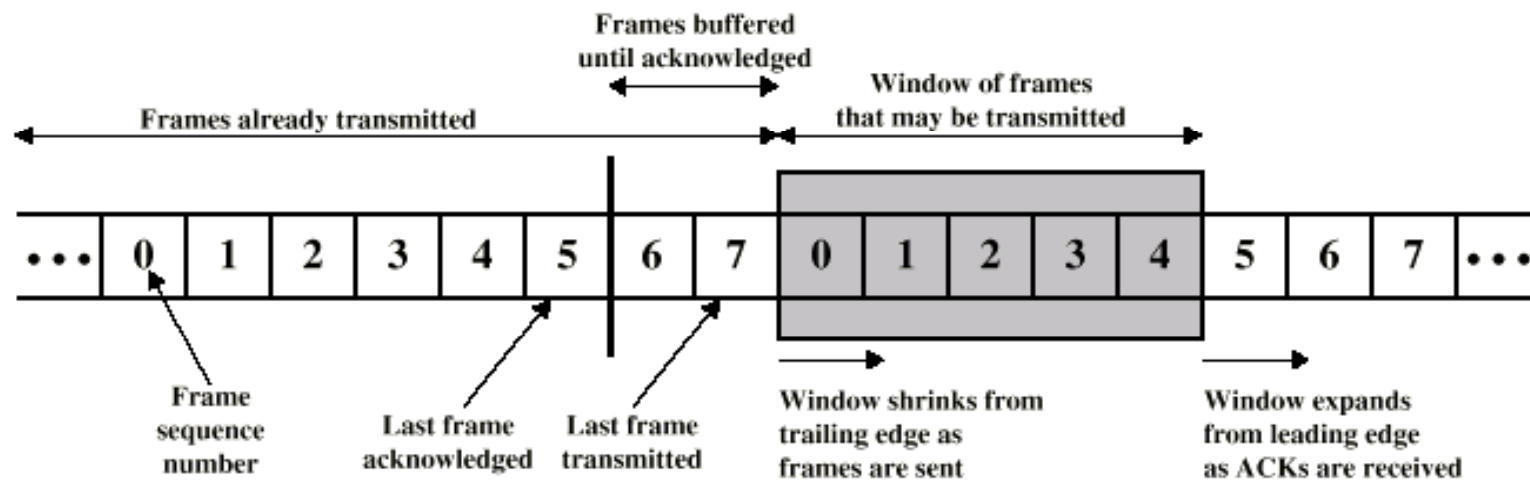 Frames buffered
until acknowledged
Window of frames
that may be transmitted
Frames already transmitted
••• 0 1 2 3 4 5 6 7 0 1 2 3 4 5 6 7 •••
Frame
sequence
number
Last frame
acknowledged
Last frame
transmitted
Window shrinks from
trailing edge as
frames are sent
Window expands
from leading edge
as ACKs are received